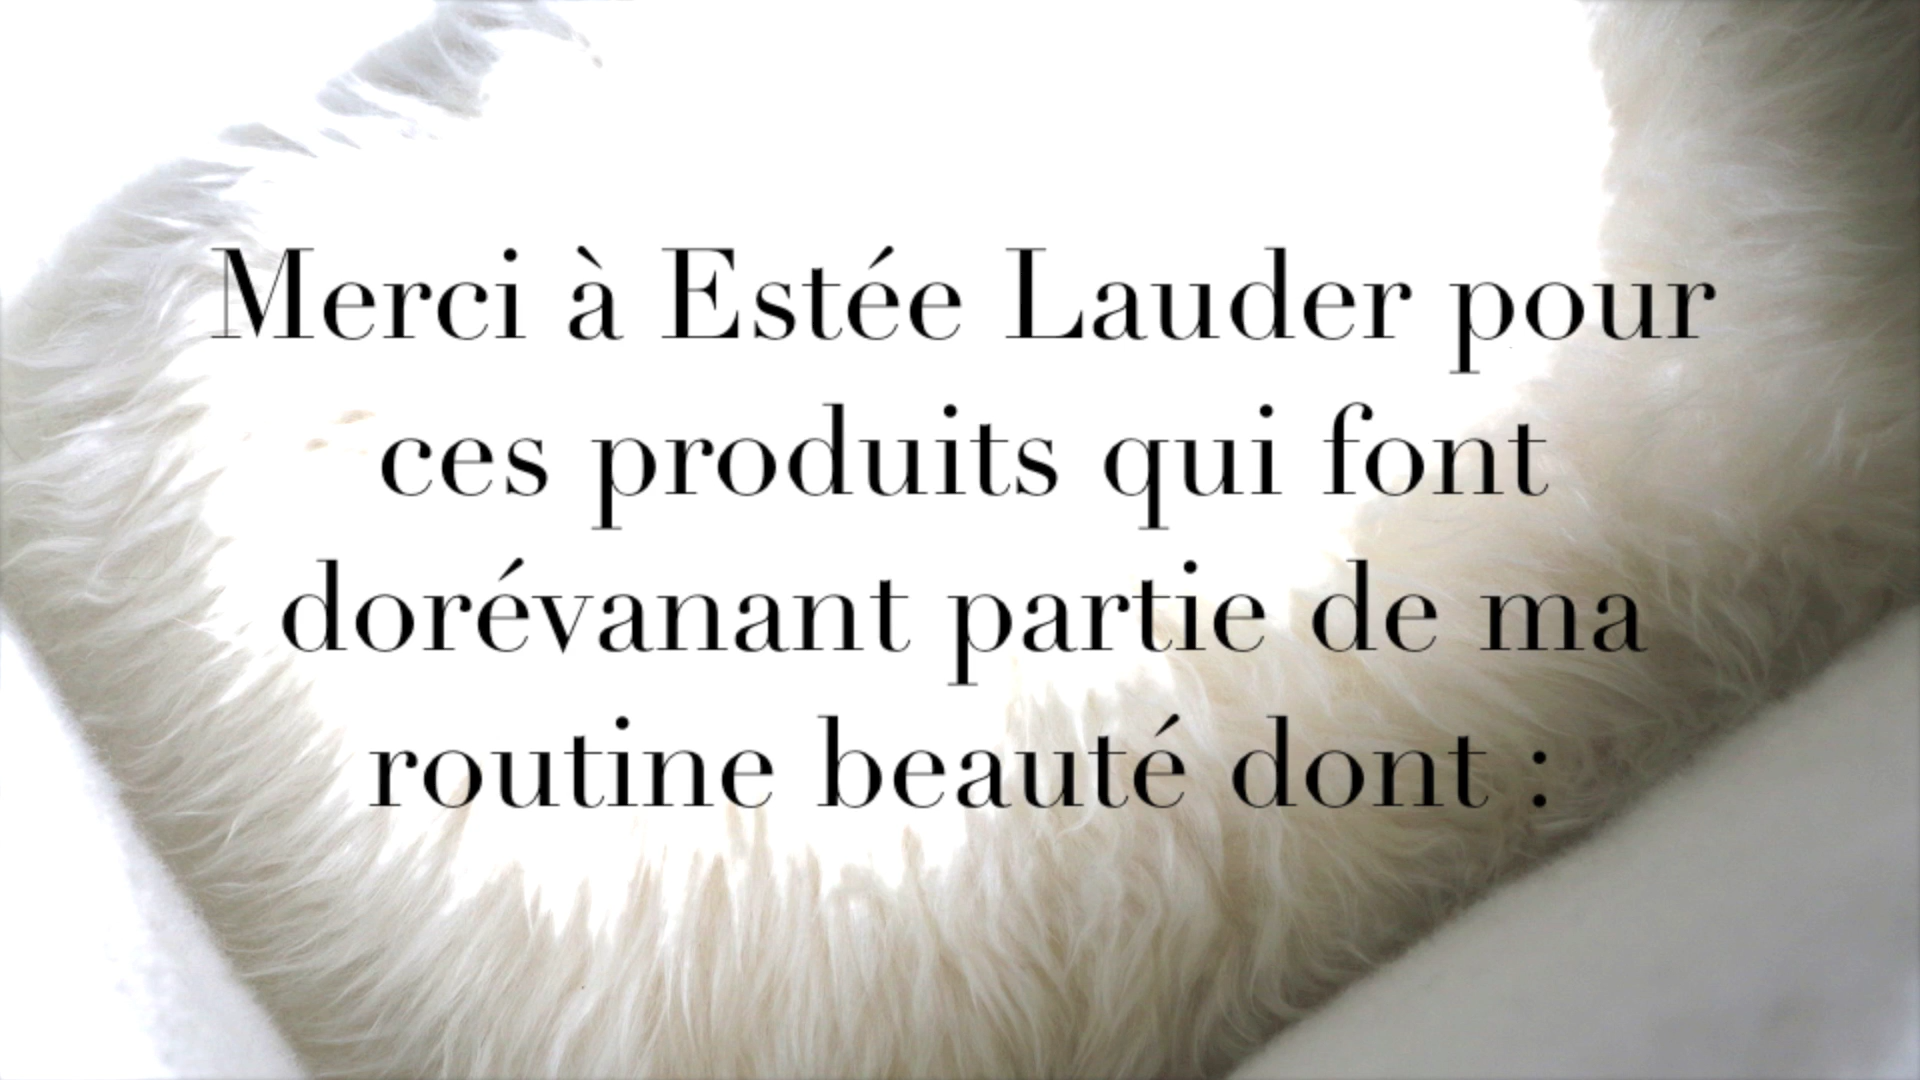 Merci à Estée Lauder pour
ces produits qui font
dorévanant partie de ma
routine beauté dont :